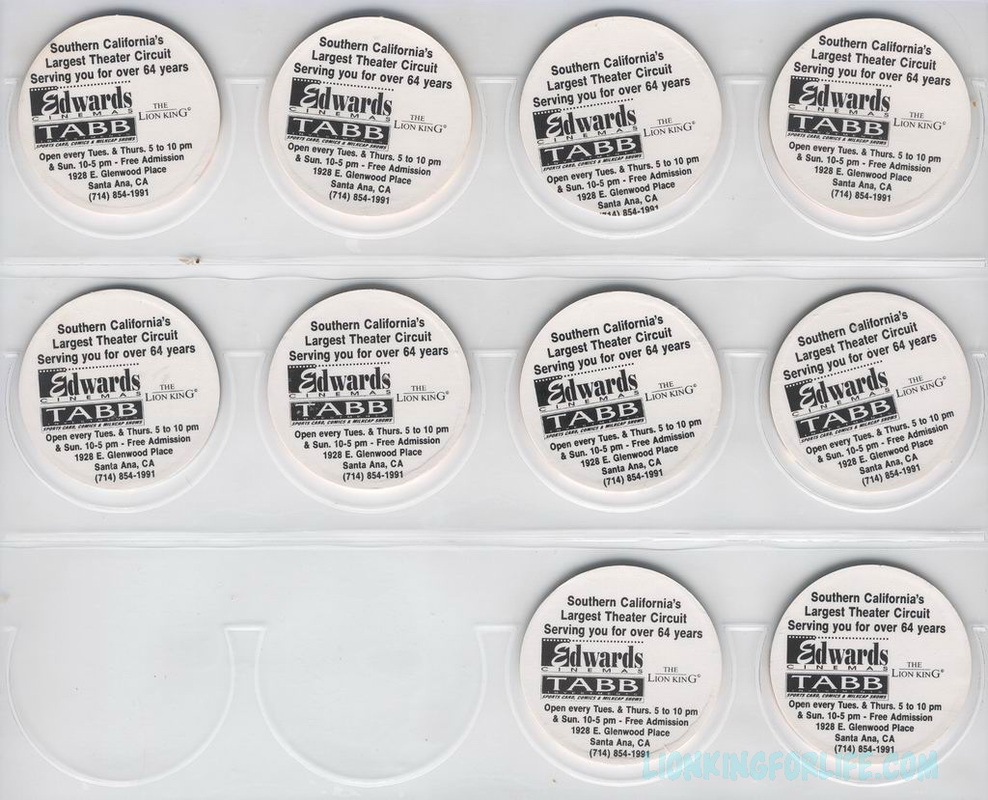 Southern California's
Largest Theater Circuit
Serving you for over 64 years
Edwards
CINEMAS
THE
LION KING®
TABB
SPORTS CARD, COMICS & MILKCAP SHOWS
Open every Tues. & Thurs. 5 to 10 pm
& Sun. 10-5 pm - Free Admission
1928 E. Glenwood Place
Santa Ana, CA
(714) 854-1991
Southern California's
Largest Theater Circuit
Serving you for over 64 years
Edwards
CINEMAS
THE
LION KING®
TABB
SPORTS CARD, COMICS & MILKCAP SHOWS
Open every Tues. & Thurs. 5 to 10 pm
& Sun. 10-5 pm - Free Admission
1928 E. Glenwood Place
Santa Ana, CA
(714) 854-1991
Southern California's
Largest Theater Circuit
Serving you for over 64 years
Edwards
CINEMAS
THE
LION KING®
TABB
SPORTS CARD, COMICS & MILKCAP SHOWS
Open every Tues. & Thurs. 5 to 10 pm
& Sun. 10-5 pm - Free Admission
1928 E. Glenwood Place
Santa Ana, CA
(714) 854-1991
Southern California's
Largest Theater Circuit
Serving you for over 64 years
Edwards
CINEMAS
THE
LION KING®
TABB
SPORTS CARD, COMICS & MILKCAP SHOWS
Open every Tues. & Thurs. 5 to 10 pm
& Sun. 10-5 pm - Free Admission
1928 E. Glenwood Place
Santa Ana, CA
(714) 854-1991
Southern California's
Largest Theater Circuit
Serving you for over 64 years
Edwards
CINEMAS
THE
LION KING®
TABB
SPORTS CARD, COMICS & MILKCAP SHOWS
Open every Tues. & Thurs. 5 to 10 pm
& Sun. 10-5 pm - Free Admission
1928 E. Glenwood Place
Santa Ana, CA
(714) 854-1991
Southern California's
Largest Theater Circuit
Serving you for over 64 years
Edwards
CINEMAS
THE
LION KING®
TABB
SPORTS CARD, COMICS & MILKCAP SHOWS
Open every Tues. & Thurs. 5 to 10 pm
& Sun. 10-5 pm - Free Admission
1928 E. Glenwood Place
Santa Ana, CA
(714) 854-1991
Southern California's
Largest Theater Circuit
Serving you for over 64 years
Edwards
CINEMAS
THE
LION KING®
TABB
SPORTS CARD, COMICS & MILKCAP SHOWS
Open every Tues. & Thurs. 5 to 10 pm
& Sun. 10-5 pm - Free Admission
1928 E. Glenwood Place
Santa Ana, CA
(714) 854-1991
Southern California's
Largest Theater Circuit
Serving you for over 64 years
Edwards
CINEMAS
THE
LION KING®
TABB
SPORTS CARD, COMICS & MILKCAP SHOWS
Open every Tues. & Thurs. 5 to 10 pm
& Sun. 10-5 pm - Free Admission
1928 E. Glenwood Place
Santa Ana, CA
(714) 854-1991
Southern California's
Largest Theater Circuit
Serving you for over 64 years
Edwards
CINEMAS
THE
LION KING®
TABB
SPORTS CARD, COMICS & MILKCAP SHOWS
Open every Tues. & Thurs. 5 to 10 pm
& Sun. 10-5 pm - Free Admission
1928 E. Glenwood Place
Santa Ana, CA
(714) 854-1991
Southern California's
Largest Theater Circuit
Serving you for over 64 years
Edwards
CINEMAS
THE
LION KING®
TABB
SPORTS CARD, COMICS & MILKCAP SHOWS
Open every Tues. & Thurs. 5 to 10 pm
& Sun. 10-5 pm - Free Admission
1928 E. Glenwood Place
Santa Ana, CA
(714) 854-1991
LIONKINGFORLIFE.COM